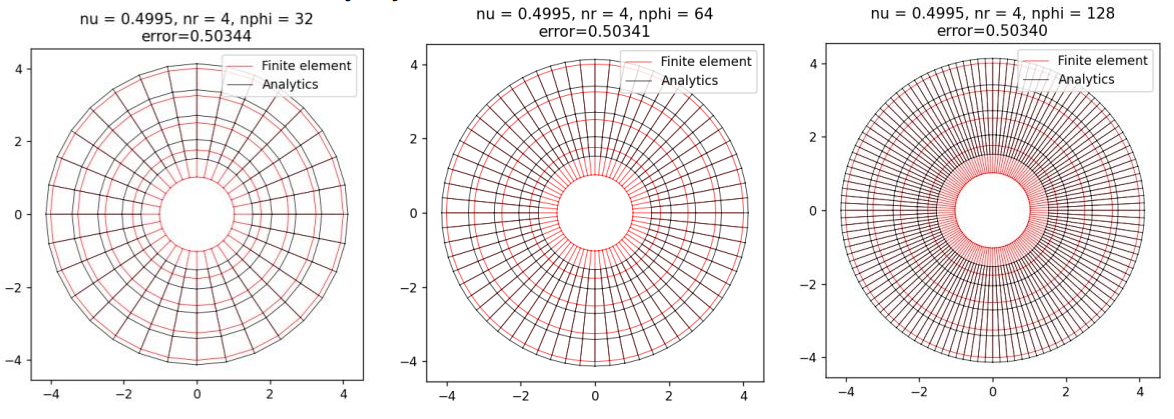 nu = 0.4995, nr = 4, nphi = 32
error=0.50344
Finite element
Analytics
4
2
0
−2
−4
−4
−2
0
2
4
nu = 0.4995, nr = 4, nphi = 64
error=0.50341
Finite element
Analytics
4
2
0
−2
−4
−4
−2
0
2
4
nu = 0.4995, nr = 4, nphi = 128
error=0.50340
Finite element
Analytics
4
2
0
−2
−4
−4
−2
0
2
4